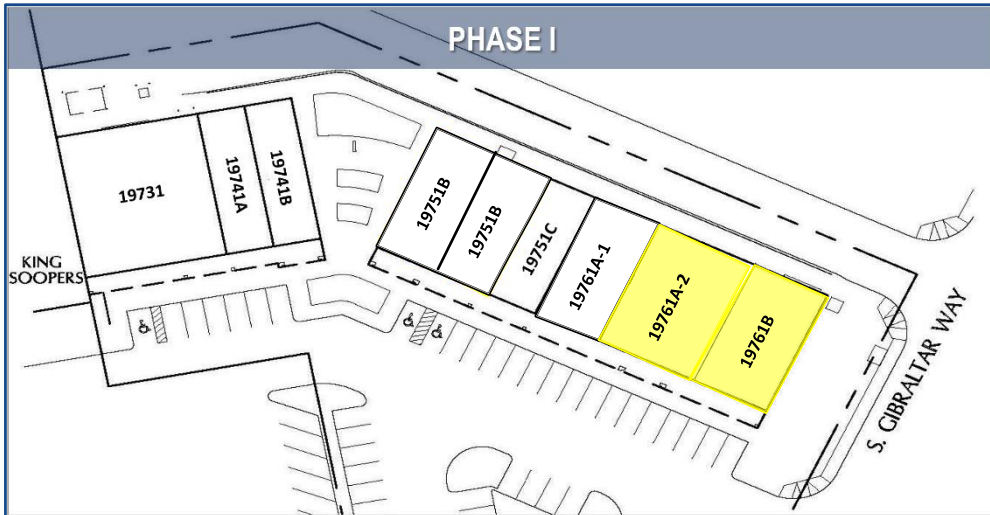 PHASE I
19731
19741A
19741B
KING
SOOPERS
19751B
19751B
19751C
19761A-1
19761A-2
19761B
S. GIBRALTAR WAY